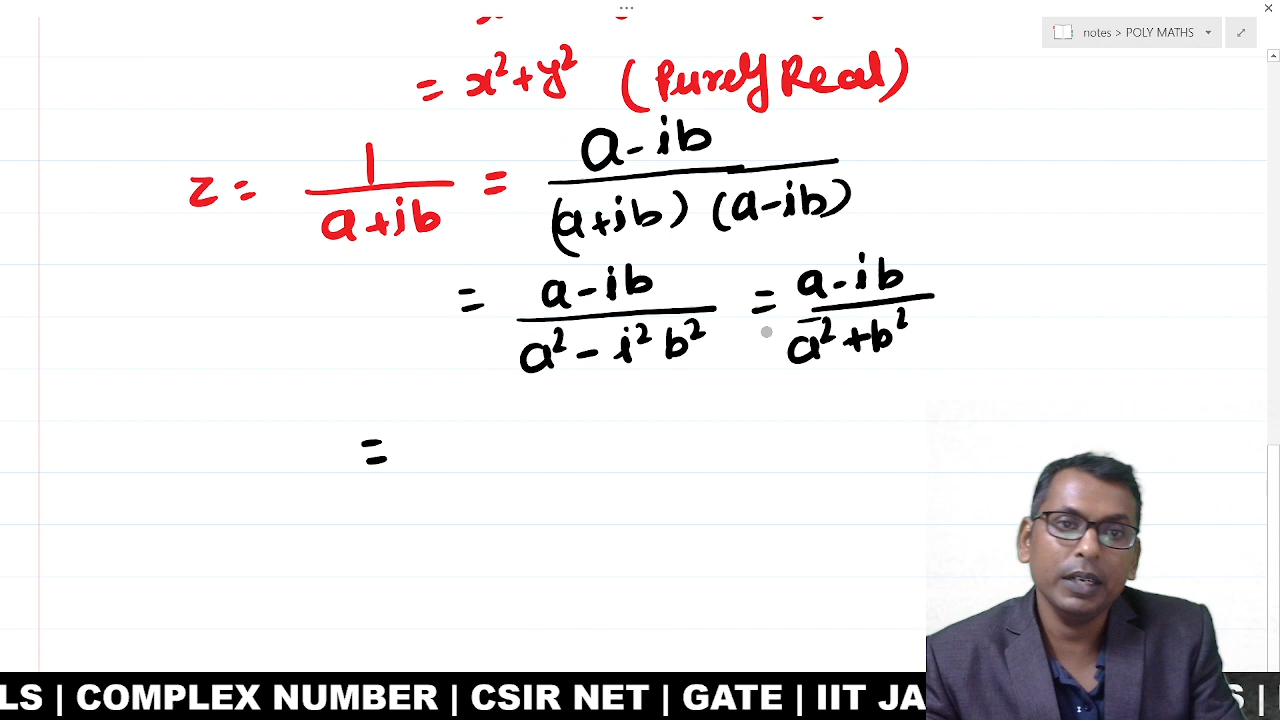 notes > POLY MATHS
= x²+y² (Purely Real)
z = 1/(a+ib) = a-ib/(a+ib)(a-ib)
= a-ib/a²-i²b² = a-ib/a²+b²
=
LS | COMPLEX NUMBER | CSIR NET | GATE | IIT JA